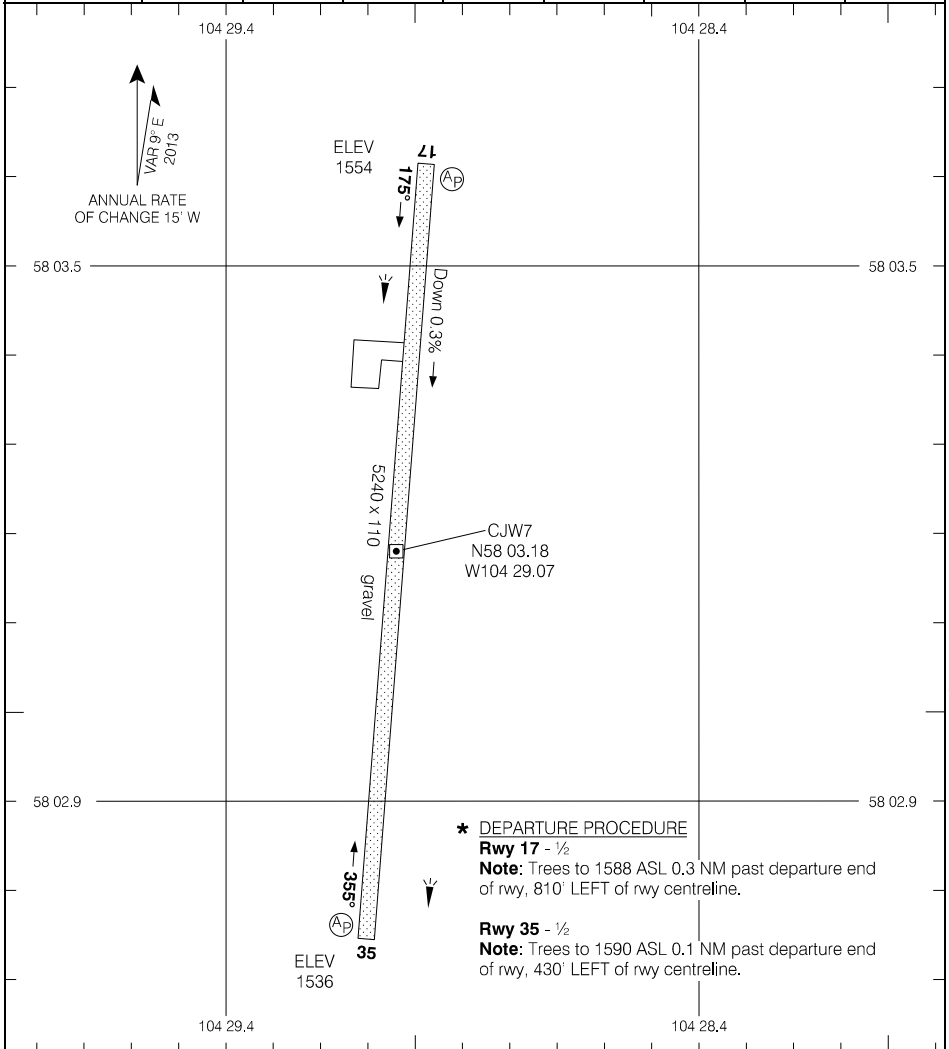 104 29.4
104 28.4
VAR 9° E
2013
ANNUAL RATE
OF CHANGE 15' W
ELEV
1554
17
AP
175°
58 03.5
58 03.5
Down 0.3%
5240 x 110
gravel
CJW7
N58 03.18
W104 29.07
58 02.9
58 02.9
355°
AP
35
ELEV
1536
* DEPARTURE PROCEDURE
Rwy 17 - ½
Note: Trees to 1588 ASL 0.3 NM past departure end
of rwy, 810' LEFT of rwy centreline.
Rwy 35 - ½
Note: Trees to 1590 ASL 0.1 NM past departure end
of rwy, 430' LEFT of rwy centreline.
104 29.4
104 28.4